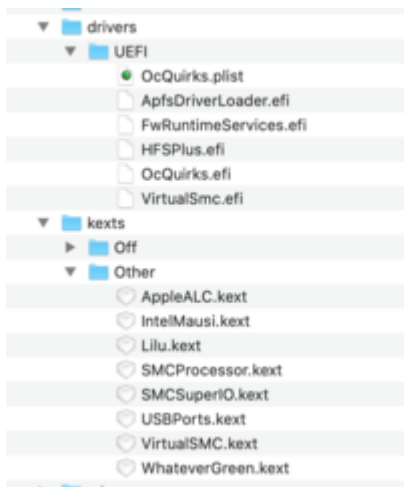 drivers
UEFI
OcQuirks.plist
ApfsDriverLoader.efi
FwRuntimeServices.efi
HFSPlus.efi
OcQuirks.efi
VirtualSmc.efi
kexts
Off
Other
AppleALC.kext
IntelMausi.kext
Lilu.kext
SMCProcessor.kext
SMCSuperIO.kext
USBPorts.kext
VirtualSMC.kext
WhateverGreen.kext